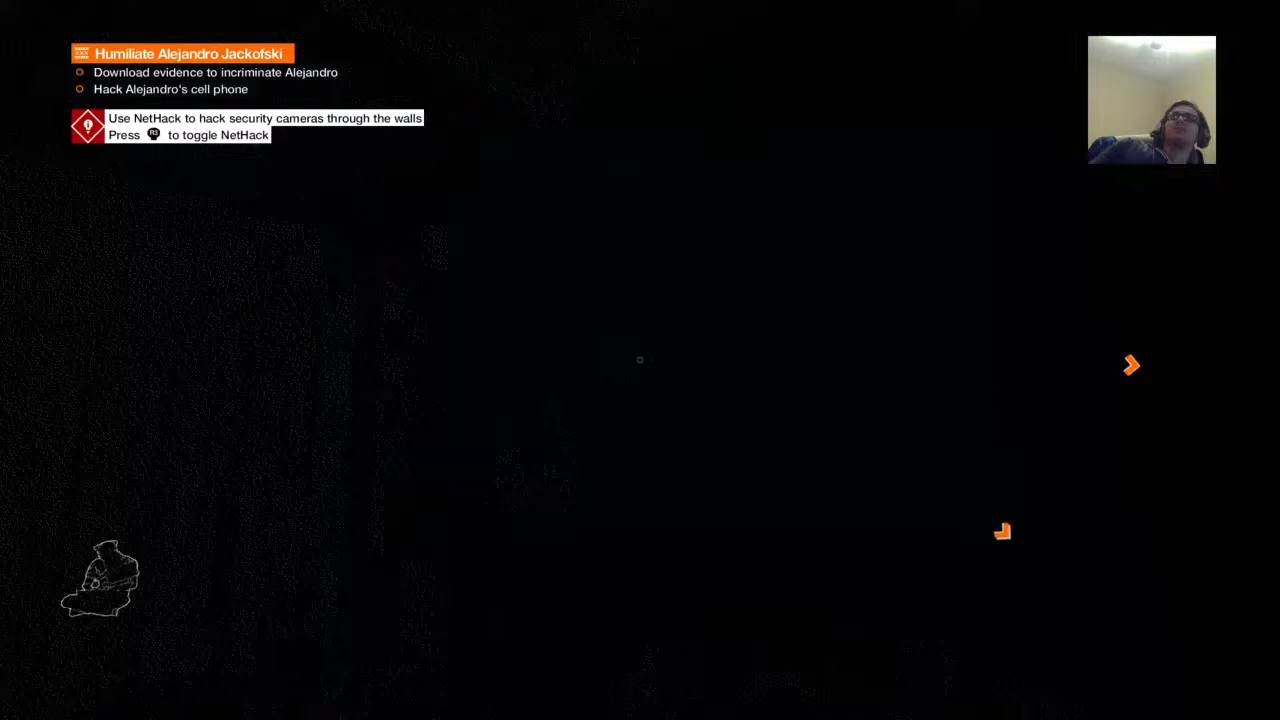 Humiliate Alejandro Jackofski
Download evidence to incriminate Alejandro
Hack Alejandro's cell phone
Use NetHack to hack security cameras through the walls
Press R3 to toggle NetHack